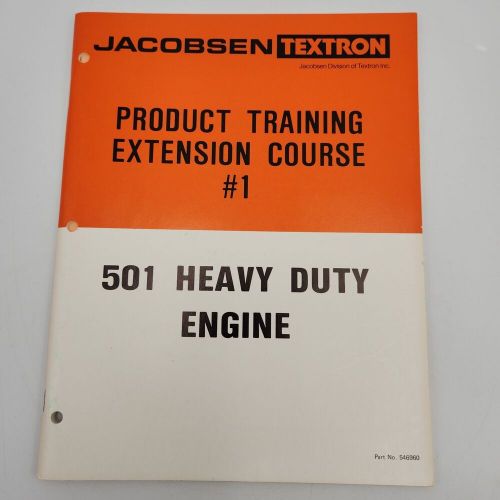 JACOBSEN TEXTRON
Jacobsen Division of Textron Inc.
PRODUCT TRAINING
EXTENSION COURSE
#1
501 HEAVY DUTY
ENGINE
Part No. 546960